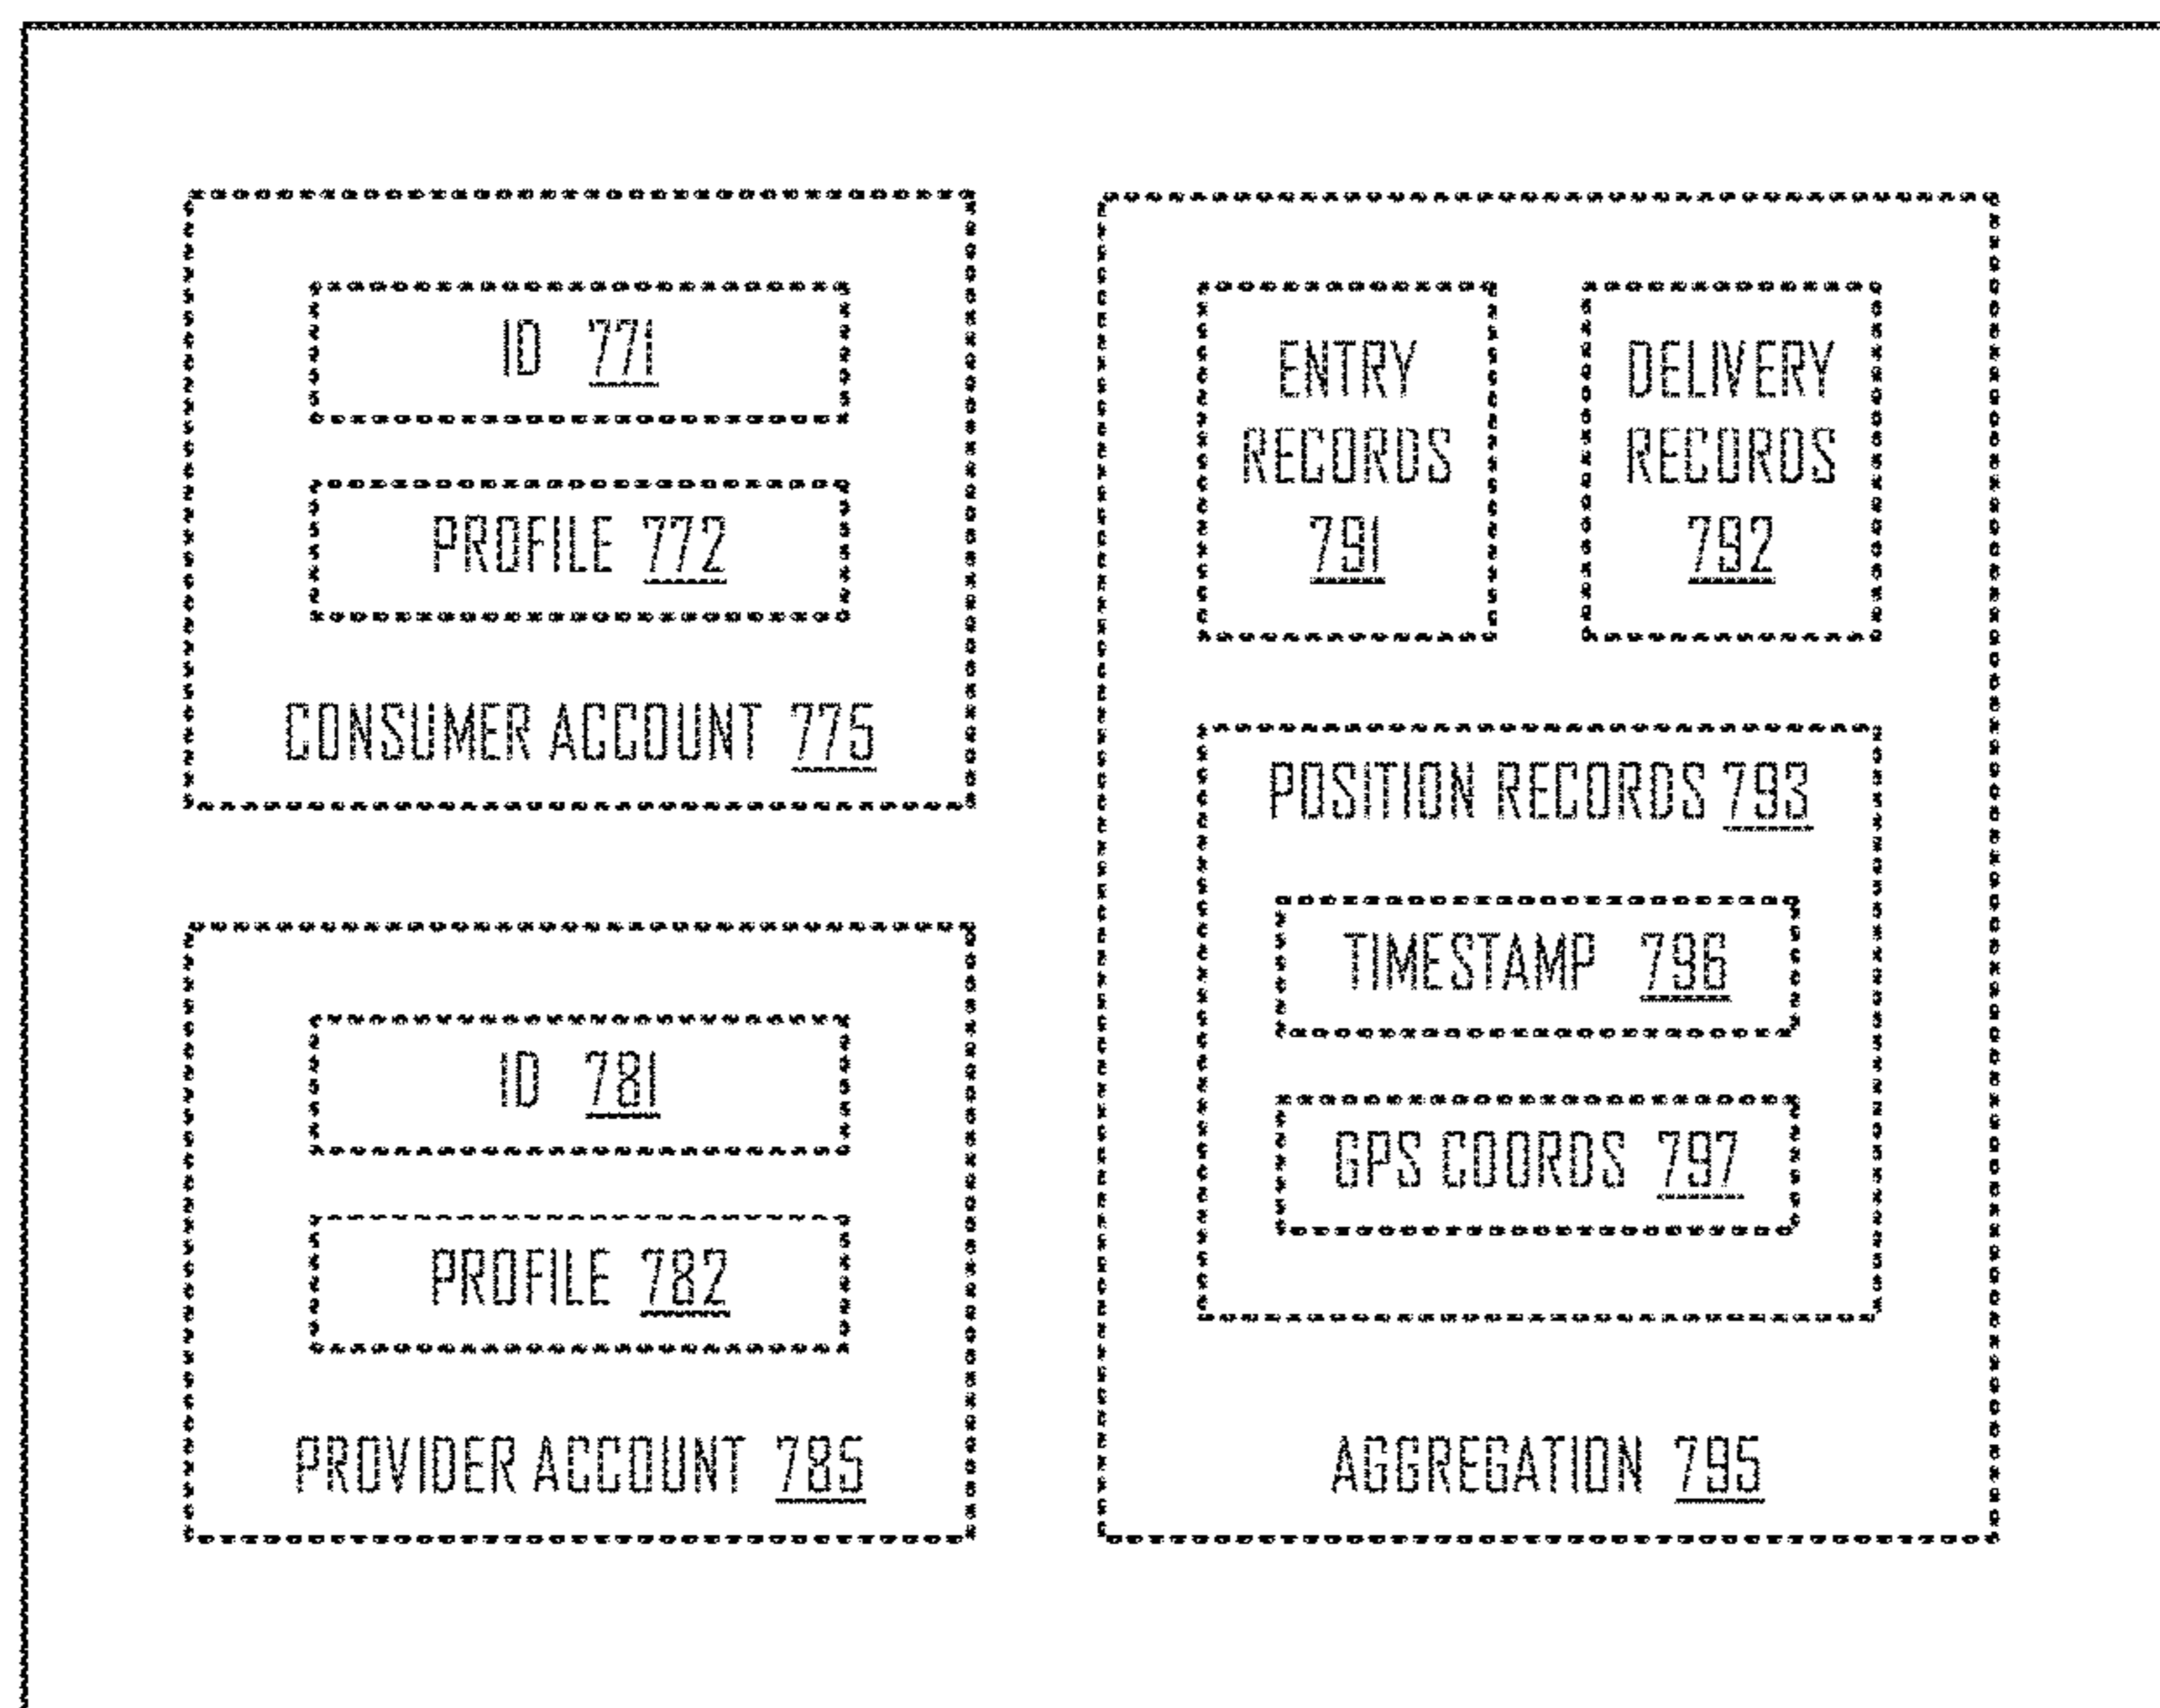 ID 771
PROFILE 772
CONSUMER ACCOUNT 775
ID 781
PROFILE 782
PROVIDER ACCOUNT 785
ENTRY
RECORDS
791
DELIVERY
RECORDS
792
POSITION RECORDS 793
TIMESTAMP 796
GPS COORDS 797
AGGREGATION 795